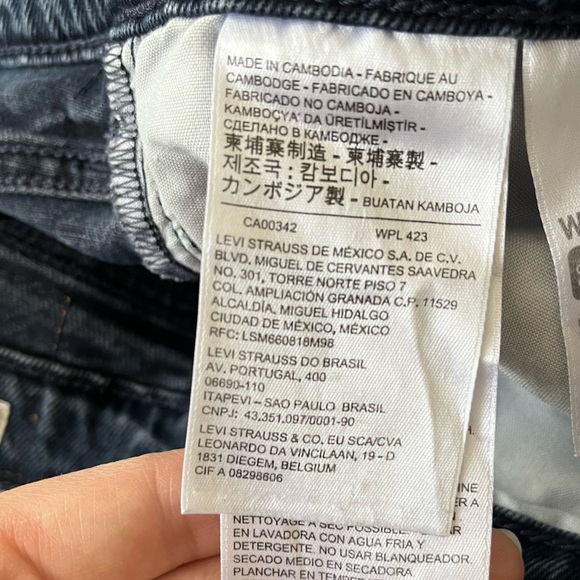 MADE IN CAMBODIA - FABRIQUE AU
CAMBODGE - FABRICADO EN CAMBOYA -
FABRICADO NO CAMBOJA -
KAMBOÇYA' DA ÜRETİLMİŞTİR -
СДЕЛАНО В КАМБОДЖЕ -
柬埔寨制造 - 柬埔寨製 -
제조국 : 캄보디아 -
カンボジア製 - BUATAN KAMBOJA
CA00342 WPL 423
LEVI STRAUSS DE MÉXICO S.A. DE C.V.
BLVD. MIGUEL DE CERVANTES SAAVEDRA
NO. 301, TORRE NORTE PISO 7
COL. AMPLIACIÓN GRANADA C.P. 11529
ALCALDÍA. MIGUEL HIDALGO
CIUDAD DE MÉXICO, MÉXICO
RFC: LSM660818M98
LEVI STRAUSS DO BRASIL
AV. PORTUGAL, 400
06690-110
ITAPEVI – SAO PAULO BRASIL
CNPJ: 43.351.097/0001-90
LEVI STRAUSS & CO. EU SCA/CVA
LEONARDO DA VINCILAAN, 19 - D
1831 DIEGEM, BELGIUM
CIF A 08298606
NETTOYAGE A SEC POSSIBLE.
EN LAVADORA CON AGUA FRIA Y
DETERGENTE. NO USAR BLANQUEADOR.
SECADO MEDIO EN SECADORA
PLANCHAR EN